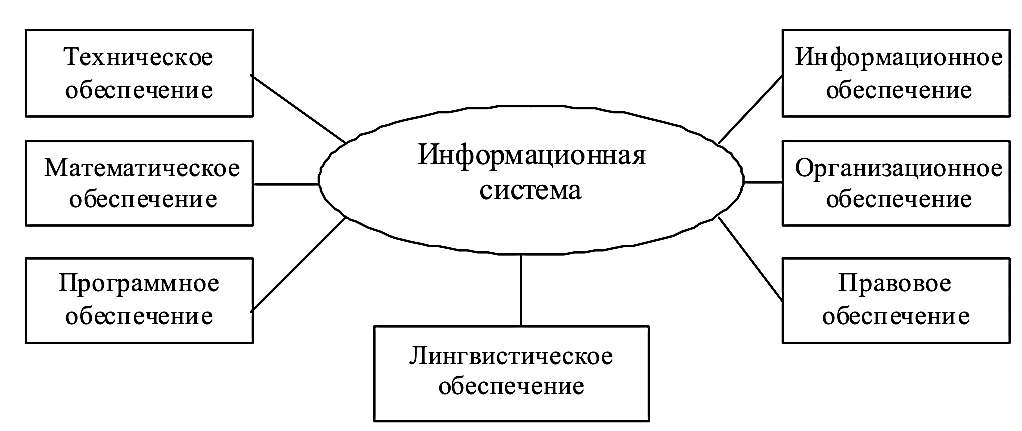 Техническое
обеспечение
Математическое
обеспечение
Программное
обеспечение
Информационная
система
Лингвистическое
обеспечение
Информационное
обеспечение
Организационное
обеспечение
Правовое
обеспечение